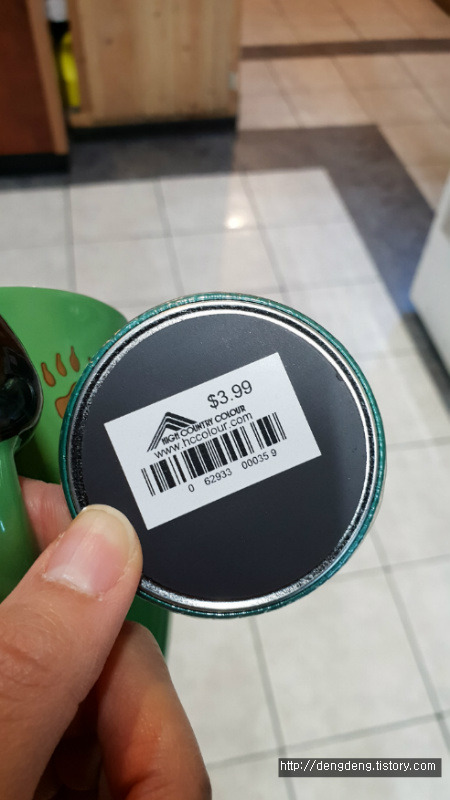 $3.99
HIGH COUNTRY COLOUR
www.hccolour.com
0 62933 00035 9
http://dengdeng.tistory.com